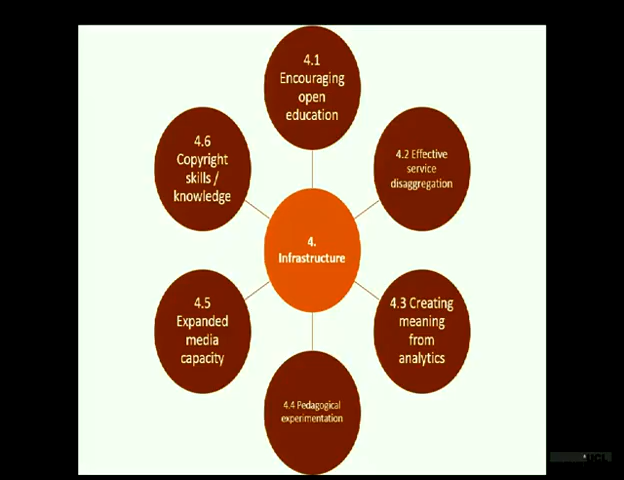 4.1
Encouraging
open
education
4.2 Effective
service
disaggregation
4.3 Creating
meaning
from
analytics
4.4 Pedagogical
experimentation
4.5
Expanded
media
capacity
4.6
Copyright
skills /
knowledge
4.
Infrastructure